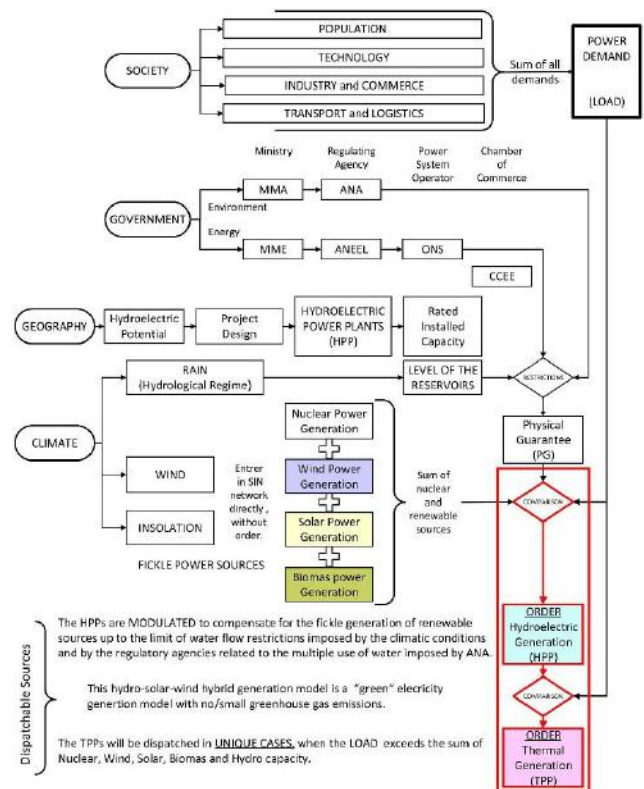 POPULATION
TECHNOLOGY
INDUSTRY and COMMERCE
TRANSPORT and LOGISTICS
SOCIETY
Sum of all
demands
POWER
DEMAND
(LOAD)
Ministry
Regulating
Agency
Power
System
Operator
Chamber
of
Commerce
GOVERNMENT
Environment
MMA
ANA
Energy
MME
ANEEL
ONS
CCEE
GEOGRAPHY
Hydroelectric
Potential
Project
Design
HYDROELECTRIC
POWER PLANTS
(HPP)
Rated
Installed
Capacity
CLIMATE
RAIN
(Hydrological Regime)
LEVEL OF THE
RESERVOIRS
RESTRICTIONS
Physical
Guarantee
(PG)
WIND
INSOLATION
Entrer
in SIN
network
directly,
without
order.
FICKLE POWER SOURCES
Nuclear Power
Generation
Wind Power
Generation
Solar Power
Generation
Biomas power
Generation
Sum of
nuclear
and
renewable
sources
COMPARISON
ORDER
Hydroelectric
Generation
(HPP)
COMPARISON
ORDER
Thermal
Generation
(TPP)
Dispatchable Sources
The HPPs are MODULATED to compensate for the fickle generation of renewable
sources up to the limit of water flow restrictions imposed by the climatic conditions
and by the regulatory agencies related to the multiple use of water imposed by ANA.
This hydro-solar-wind hybrid generation model is a "green" elecricity
genertion model with no/small greenhouse gas emissions.
The TPPs will be dispatched in UNIQUE CASES, when the LOAD exceeds the sum of
Nuclear, Wind, Solar, Biomas and Hydro capacity.